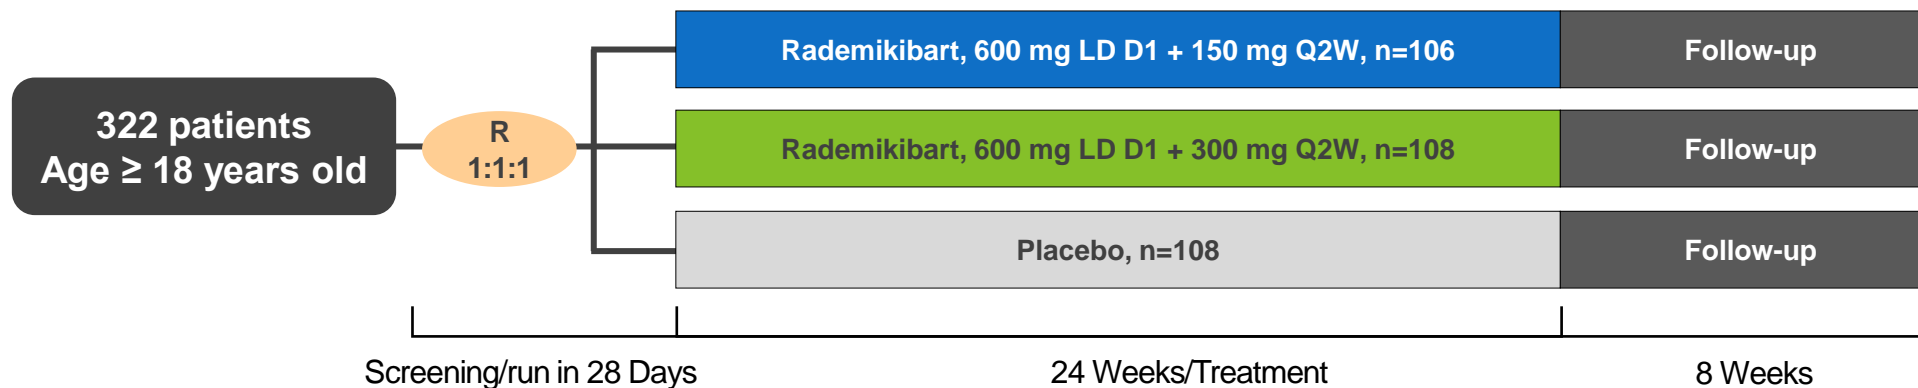 322 patients
Age ≥ 18 years old
R
1:1:1
Rademikibart, 600 mg LD D1 + 150 mg Q2W, n=106
Follow-up
Rademikibart, 600 mg LD D1 + 300 mg Q2W, n=108
Follow-up
Placebo, n=108
Follow-up
Screening/run in 28 Days
24 Weeks/Treatment
8 Weeks